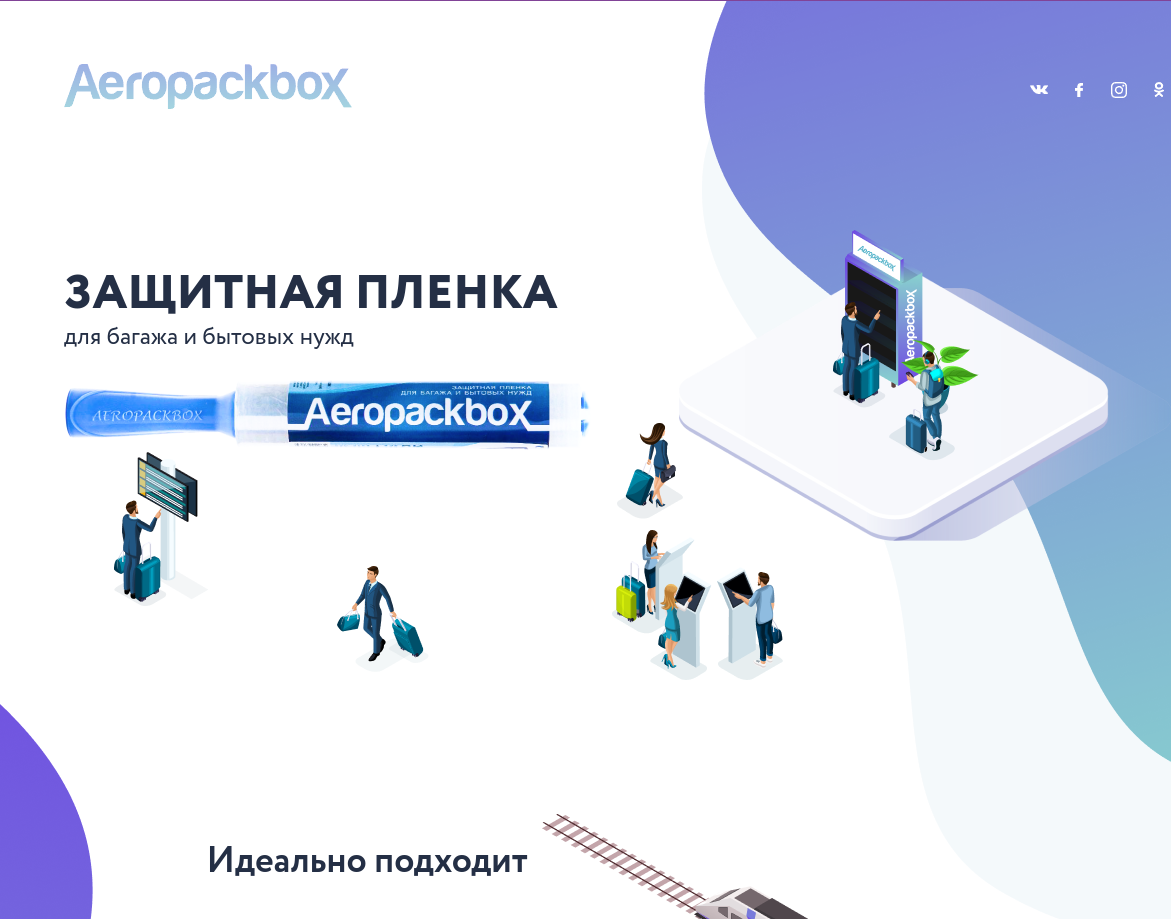 Aeropackbox
ЗАЩИТНАЯ ПЛЕНКА
для багажа и бытовых нужд
AEROPACKBOX
ЗАЩИТНАЯ ПЛЕНКА
ДЛЯ БАГАЖА И БЫТОВЫХ НУЖД
Aeropackbox
Aeropackbox
Aeropackbox
Идеально подходит